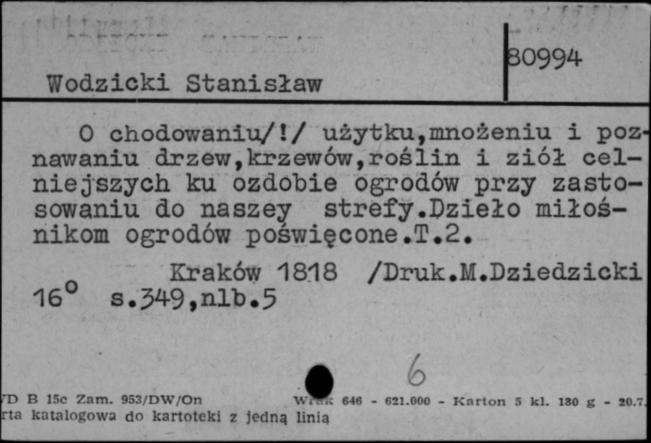 80994
Wodzicki Stanisław
O chodowaniu/!/ użytku,mnożeniu i poz-
nawaniu drzew,krzewów,roślin i ziół cel-
niejszych ku ozdobie ogrodów przy zasto-
sowaniu do naszey strefy.Dzieło miłoś-
nikom ogrodów poświęcone.T.2.
Kraków 1818 /Druk.M.Dziedzicki
16° s.349,nlb.5
6
/D B 15c Zam. 953/DW/On 646 - 621.000 - Karton 5 kl. 180 g - 20.7.
rta katalogowa do kartoteki z jedną linią